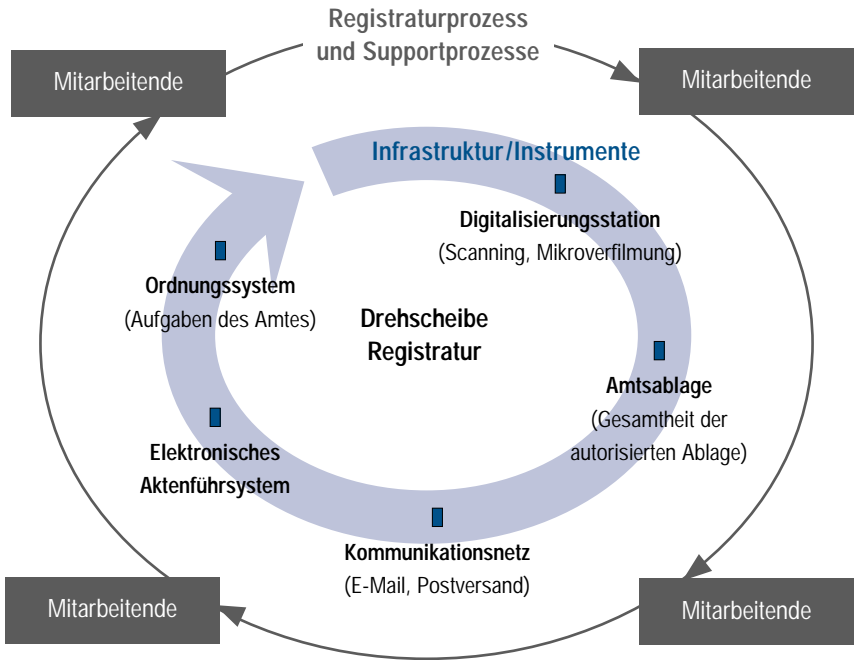 Registraturprozess
und Supportprozesse
Mitarbeitende
Mitarbeitende
Infrastruktur/Instrumente
Digitalisierungsstation
(Scanning, Mikroverfilmung)
Ordnungssystem
(Aufgaben des Amtes)
Drehscheibe
Registratur
Amtsablage
(Gesamtheit der
autorisierten Ablage)
Elektronisches
Aktenführsystem
Kommunikationsnetz
(E-Mail, Postversand)
Mitarbeitende
Mitarbeitende